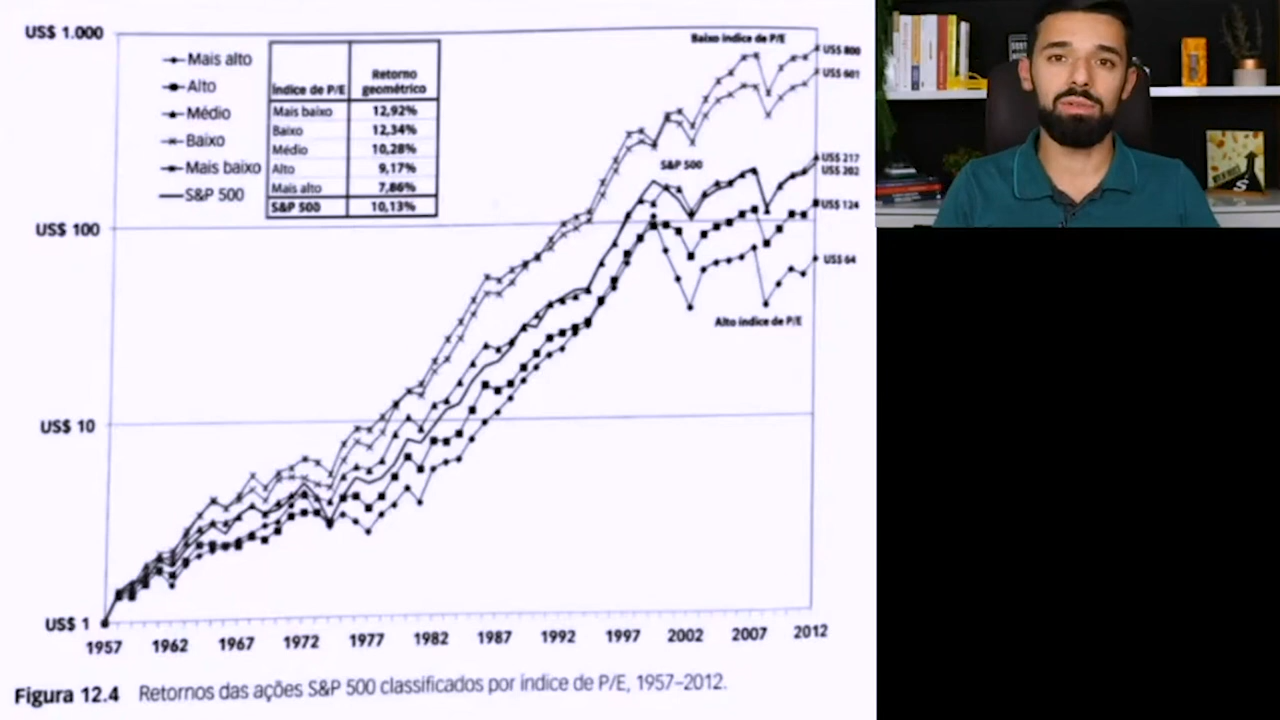 US$ 1.000
US$ 100
US$ 10
US$ 1
Mais alto
Alto
Médio
Baixo
Mais baixo
S&P 500
Índice de P/E Retorno geométrico
Mais baixo 12,92%
Baixo 12,34%
Médio 10,28%
Alto 9,17%
Mais alto 7,86%
S&P 500 10,13%
Baixo índice de P/E
US$ 800
US$ 601
S&P 500
US$ 217
US$ 202
US$ 124
US$ 64
Alto índice de P/E
1957 1962 1967 1972 1977 1982 1987 1992 1997 2002 2007 2012
Figura 12.4 Retornos das ações S&P 500 classificados por índice de P/E, 1957–2012.